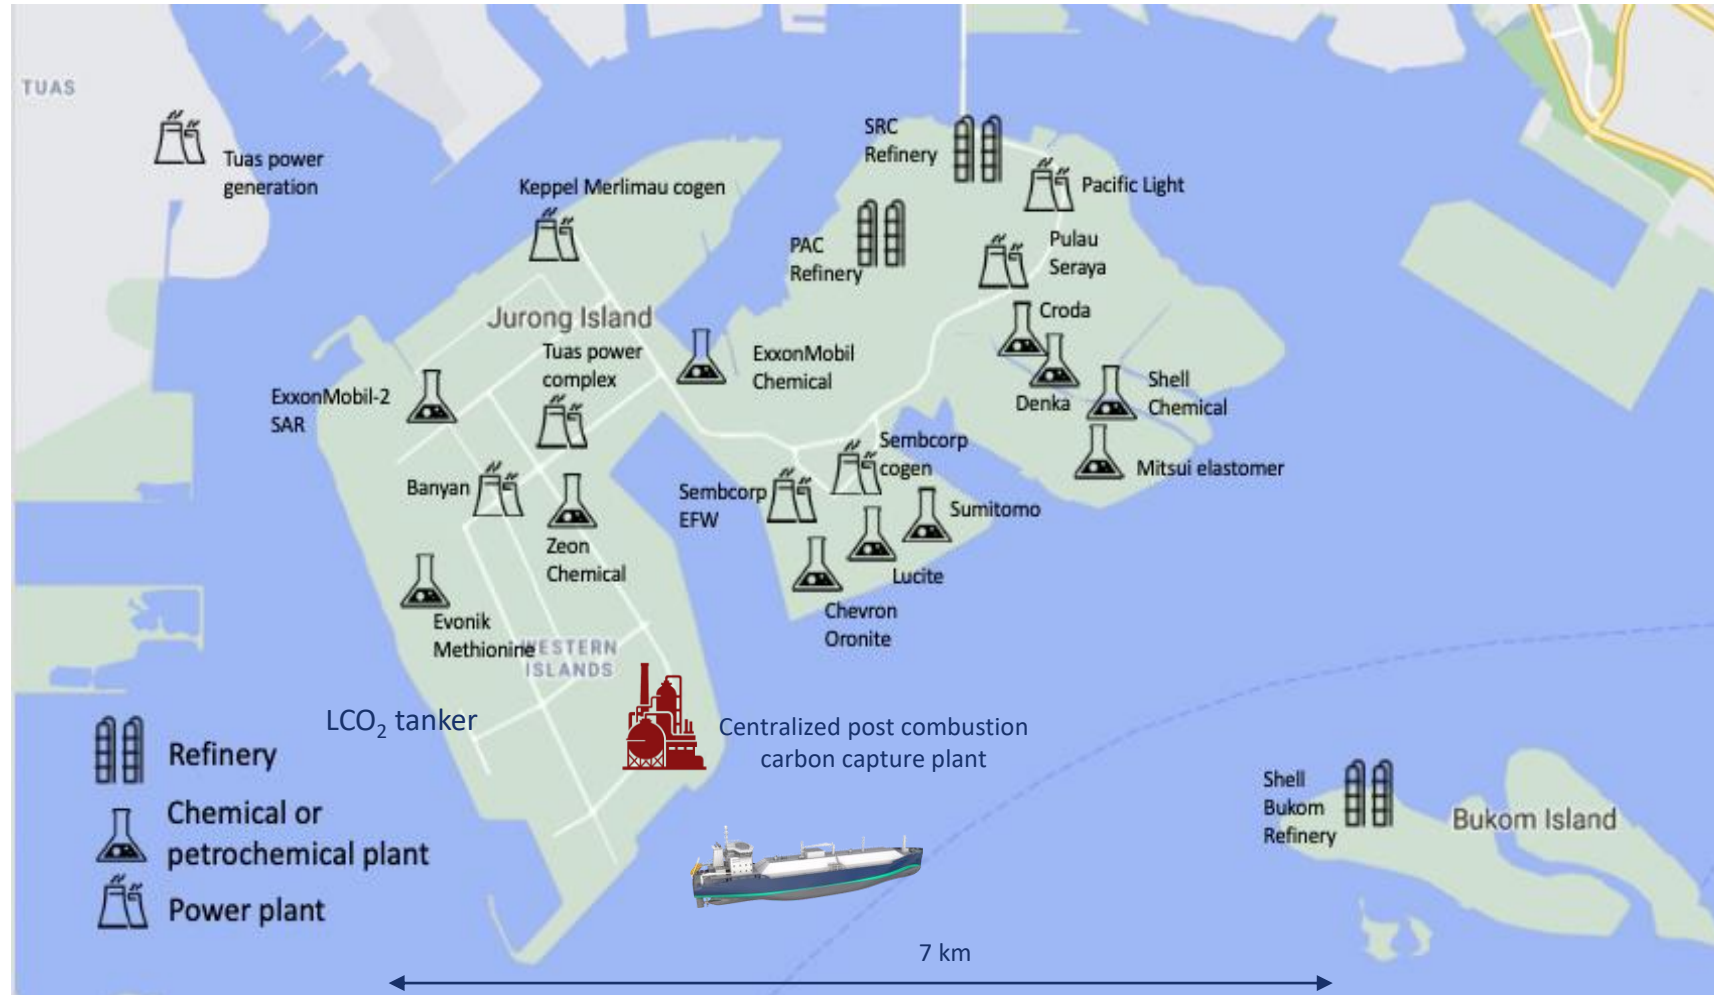 TUAS
Tuas power
generation
Keppel Merlimau cogen
SRC
Refinery
Pacific Light
PAC
Refinery
Pulau
Seraya
Croda
Jurong Island
Tuas power
complex
ExxonMobil
Chemical
ExxonMobil-2
SAR
Denka
Shell
Chemical
Sembcorp
cogen
Mitsui elastomer
Banyan
Sembcorp
EFW
Sumitomo
Zeon
Chemical
Lucite
Chevron
Oronite
Evonik
Methionine
WESTERN
ISLANDS
LCO₂ tanker
Centralized post combustion
carbon capture plant
Refinery
Chemical or
petrochemical plant
Power plant
Shell
Bukom
Refinery
Bukom Island
7 km